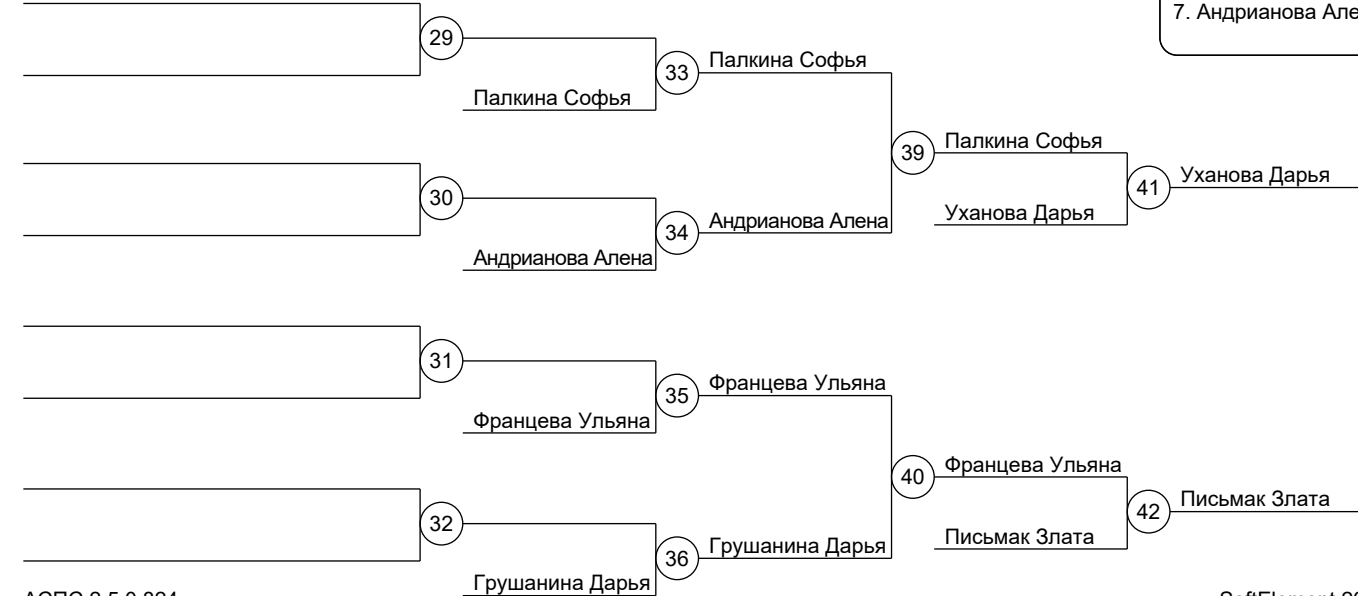 7. Андрианова Але
29
33
Палкина Софья
Палкина Софья
39
Палкина Софья
41
Уханова Дарья
30
34
Андрианова Алена
Уханова Дарья
Андрианова Алена
31
35
Францева Ульяна
Францева Ульяна
40
Францева Ульяна
42
Письмак Злата
32
36
Грушанина Дарья
Письмак Злата
Грушанина Дарья